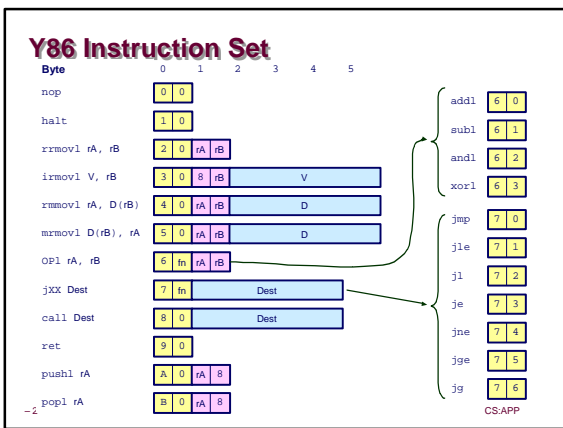 Y86 Instruction Set
Byte 0 1 2 3 4 5
nop 0 0
halt 1 0
rrmovl rA, rB 2 0 rA rB
irmovl V, rB 3 0 8 rB V
rmmovl rA, D(rB) 4 0 rA rB D
mrmovl D(rB), rA 5 0 rA rB D
OPl rA, rB 6 fn rA rB
jXX Dest 7 fn Dest
call Dest 8 0 Dest
ret 9 0
pushl rA A 0 rA 8
popl rA B 0 rA 8
addl 6 0
subl 6 1
andl 6 2
xorl 6 3
jmp 7 0
jle 7 1
jl 7 2
je 7 3
jne 7 4
jge 7 5
jg 7 6
– 2
CS:APP